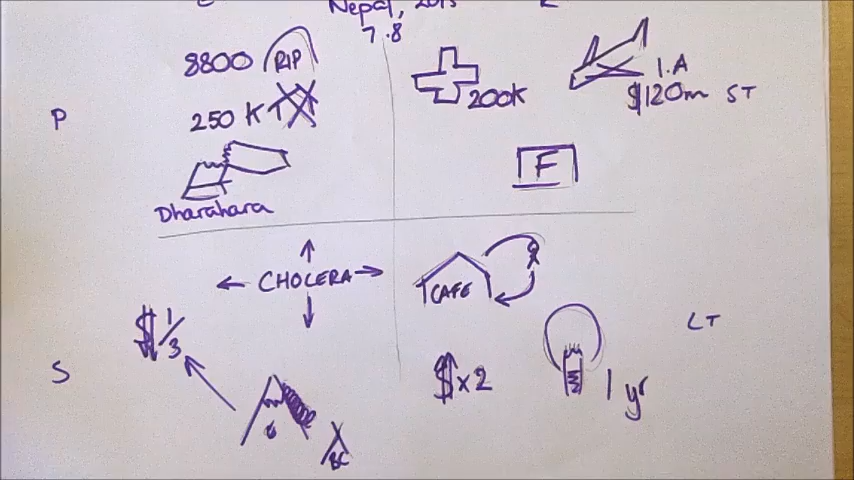 Nepal, 2015
7.8
8800 RIP
200K
1.A
$120m ST
P
250 K
F
Dharahara
CHOLERA
CAFE
$ 1/3
LT
S
$x2
1 yr
BC